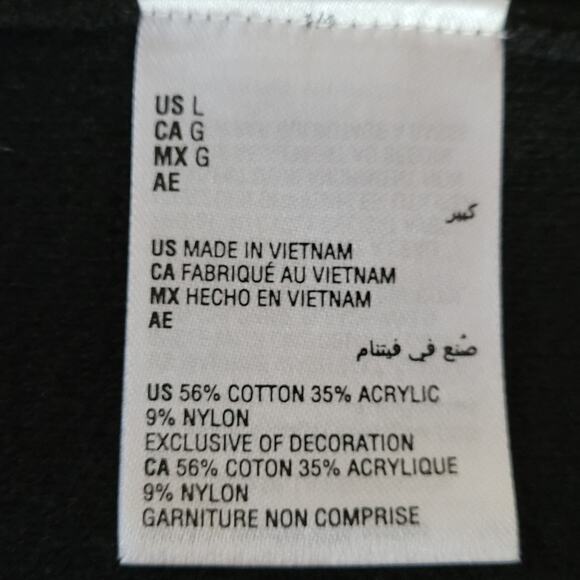 US L
CA G
MX G
AE
كبير
US MADE IN VIETNAM
CA FABRIQUÉ AU VIETNAM
MX HECHO EN VIETNAM
AE
صُنع في فيتنام
US 56% COTTON 35% ACRYLIC
9% NYLON
EXCLUSIVE OF DECORATION
CA 56% COTON 35% ACRYLIQUE
9% NYLON
GARNITURE NON COMPRISE